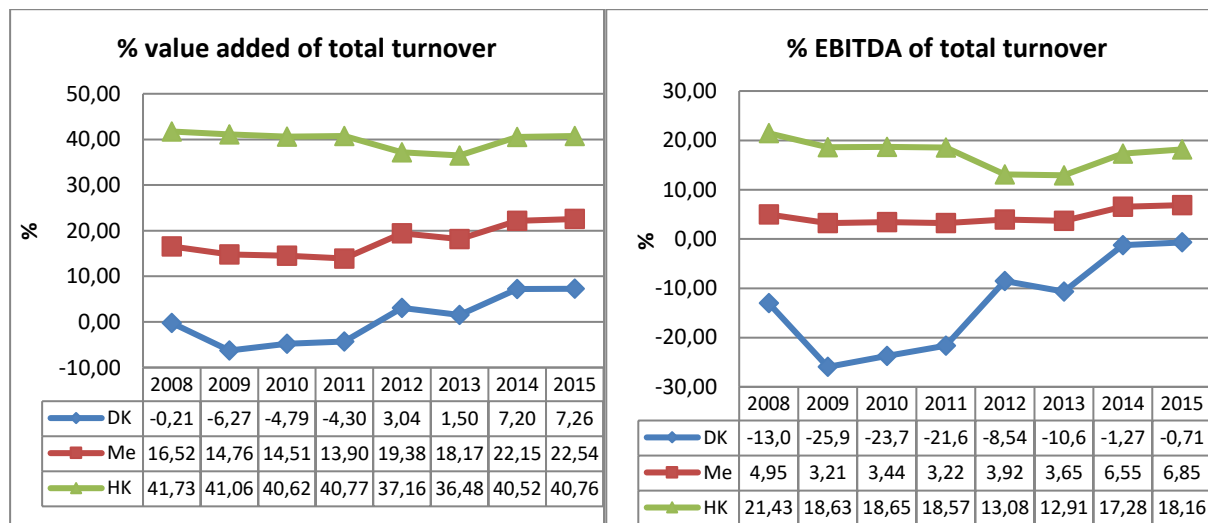 % value added of total turnover
50,00
40,00
30,00
20,00
10,00
0,00
-10,00
%
2008 2009 2010 2011 2012 2013 2014 2015
DK -0,21 -6,27 -4,79 -4,30 3,04 1,50 7,20 7,26
Me 16,52 14,76 14,51 13,90 19,38 18,17 22,15 22,54
HK 41,73 41,06 40,62 40,77 37,16 36,48 40,52 40,76
% EBITDA of total turnover
30,00
20,00
10,00
0,00
-10,00
-20,00
-30,00
%
2008 2009 2010 2011 2012 2013 2014 2015
DK -13,0 -25,9 -23,7 -21,6 -8,54 -10,6 -1,27 -0,71
Me 4,95 3,21 3,44 3,22 3,92 3,65 6,55 6,85
HK 21,43 18,63 18,65 18,57 13,08 12,91 17,28 18,16